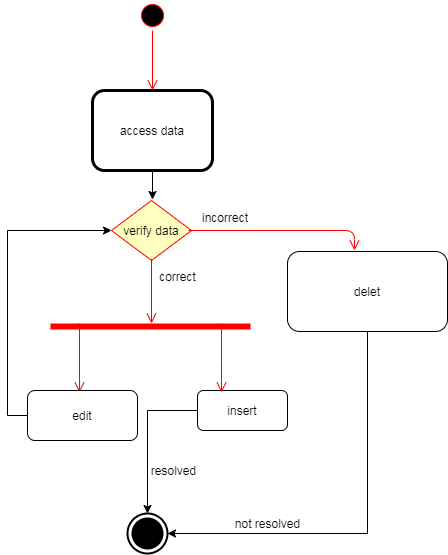 access data
verify data
incorrect
correct
delet
edit
insert
resolved
not resolved